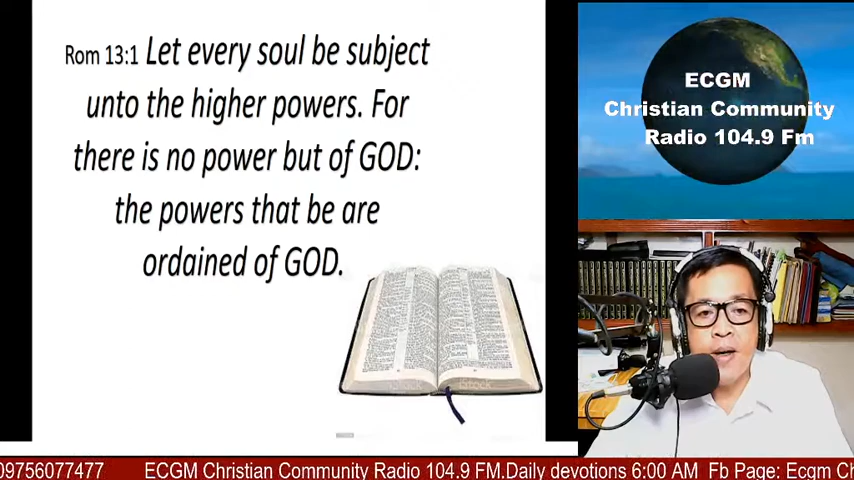 Rom 13:1 Let every soul be subject
unto the higher powers. For
there is no power but of GOD:
the powers that be are
ordained of GOD.
ECGM
Christian Community
Radio 104.9 Fm
09756077477 ECGM Christian Community Radio 104.9 FM.Daily devotions 6:00 AM Fb Page: Ecgm Ch